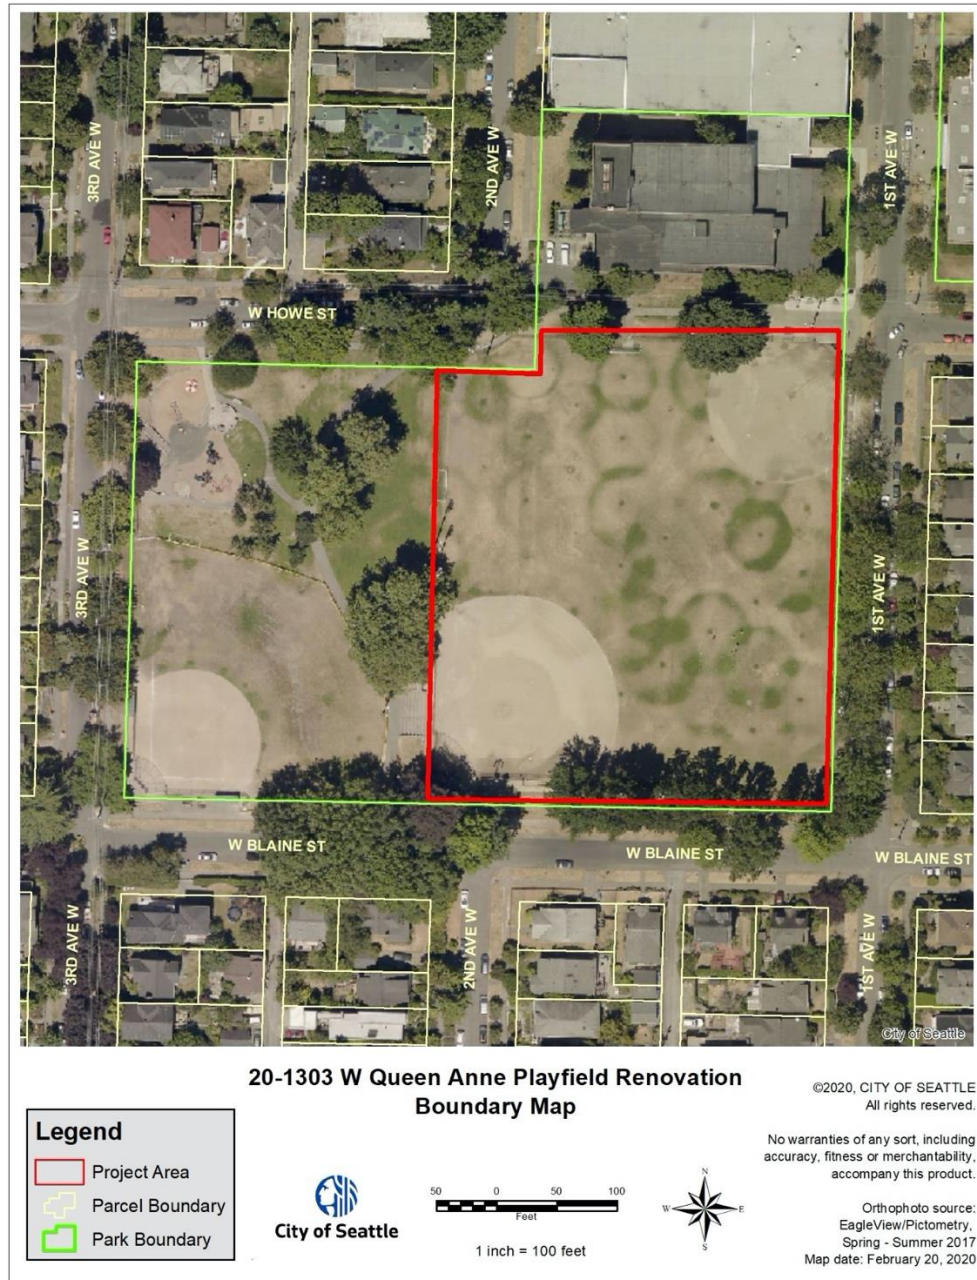 3RD AVE W
2ND AVE W
1ST AVE W
W HOWE ST
3RD AVE W
1ST AVE W
W BLAINE ST
W BLAINE ST
W BLAINE ST
3RD AVE W
2ND AVE W
1ST AVE W
City of Seattle
20-1303 W Queen Anne Playfield Renovation
Boundary Map
Legend
Project Area
Parcel Boundary
Park Boundary
City of Seattle
50 0 50 100
Feet
1 inch = 100 feet
N
W E
S
©2020, CITY OF SEATTLE
All rights reserved.
No warranties of any sort, including
accuracy, fitness or merchantability,
accompany this product.
Orthophoto source:
EagleView/Pictometry,
Spring - Summer 2017
Map date: February 20, 2020